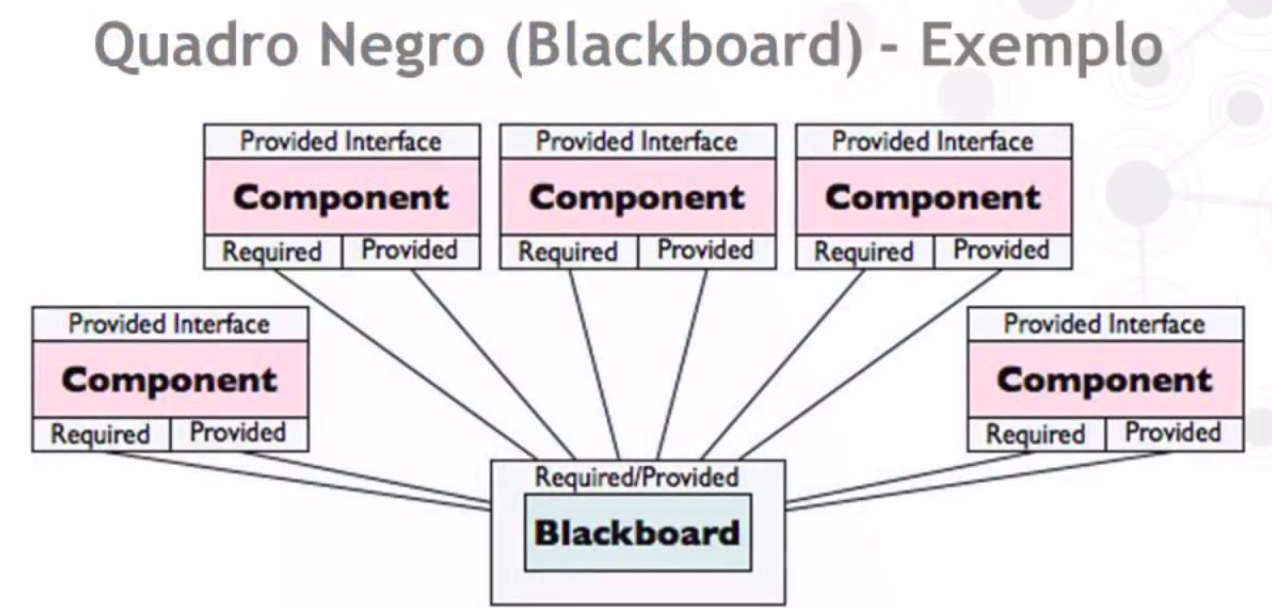 Quadro Negro (Blackboard) - Exemplo
Provided Interface
Component
Required Provided
Provided Interface
Component
Required Provided
Provided Interface
Component
Required Provided
Provided Interface
Component
Required Provided
Provided Interface
Component
Required Provided
Required/Provided
Blackboard